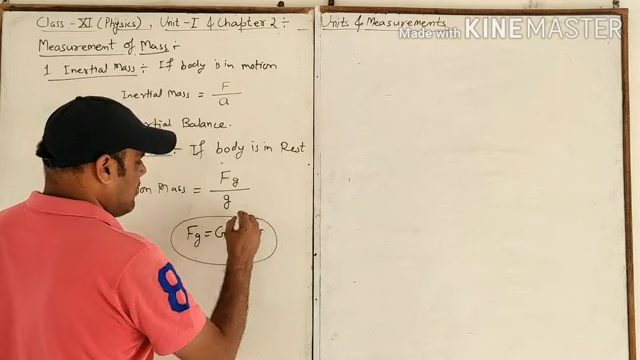 Class-XI (Physics), Unit-I & Chapter 2 ÷ Units & Measurements
Made with KINEMASTER
Measurement of Mass ÷
1 Inertial Mass ÷ If body is in motion
Inertial Mass = F/a
Balance.
If body is in Rest
Mass = Fg/g
Fg = G
8